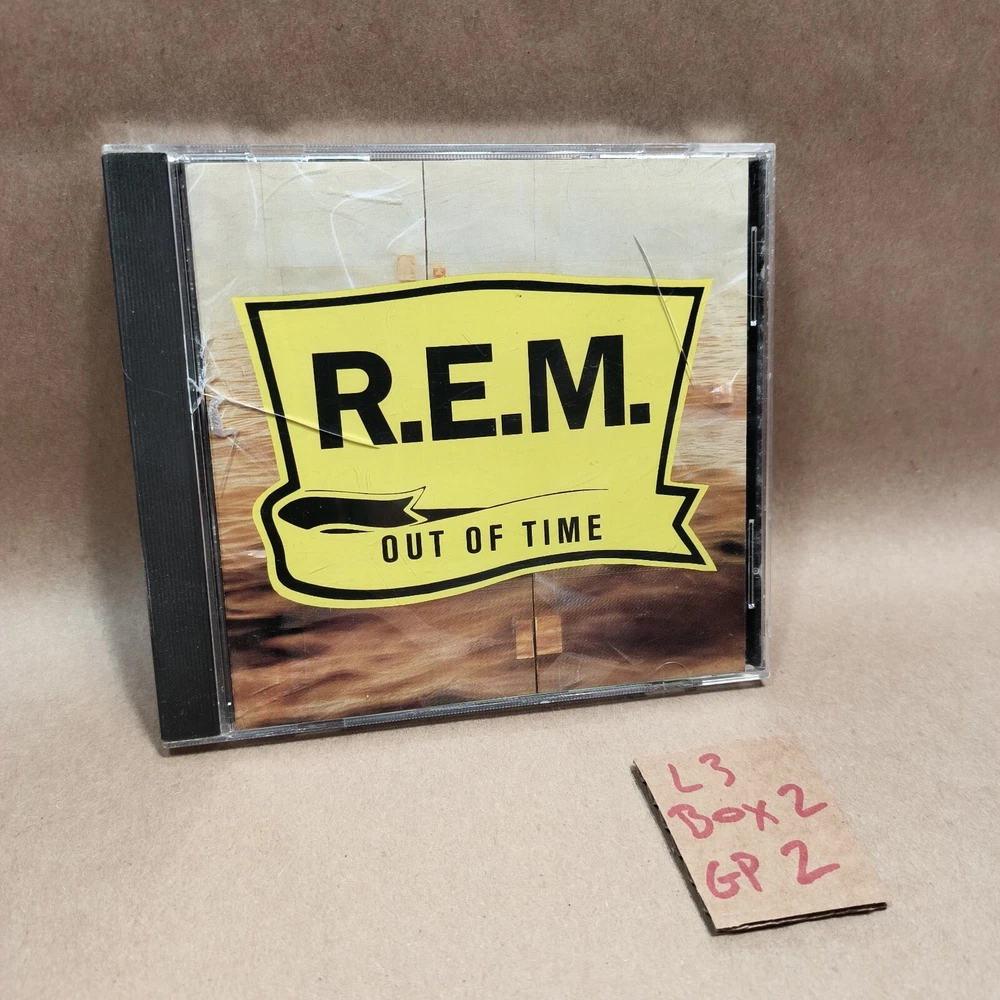 R.E.M.
OUT OF TIME
L3
BOX 2
GP 2